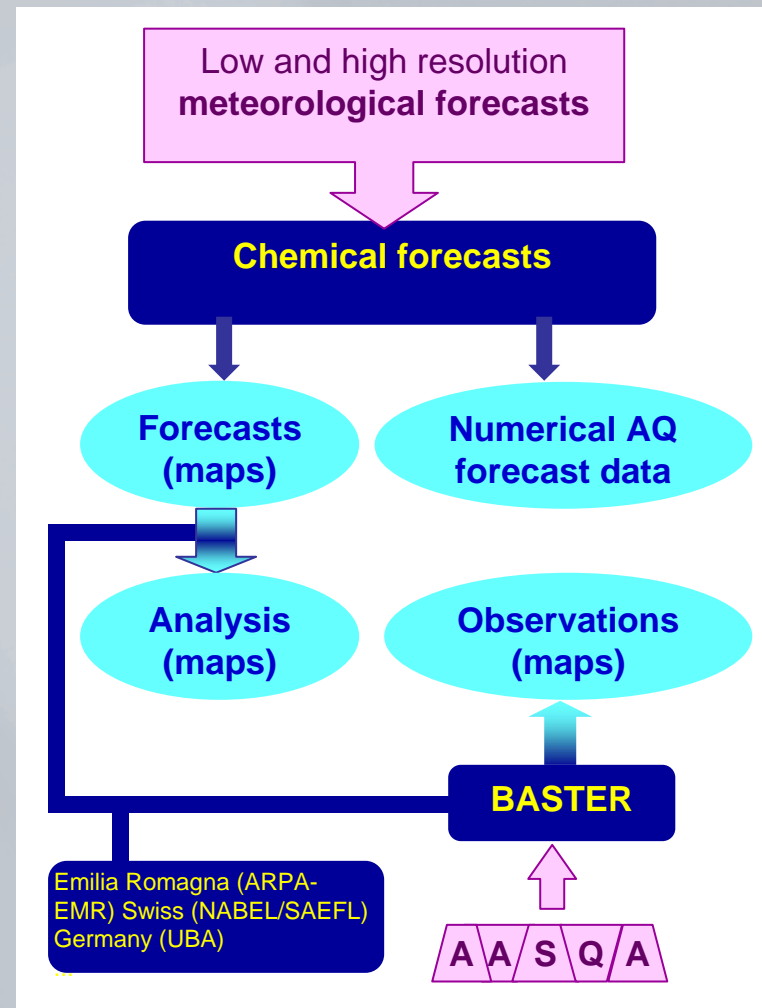 Low and high resolution
meteorological forecasts
Chemical forecasts
Forecasts
(maps)
Numerical AQ
forecast data
Analysis
(maps)
Observations
(maps)
BASTER
Emilia Romagna (ARPA-
EMR) Swiss (NABEL/SAEFL)
Germany (UBA)
...
A A S Q A